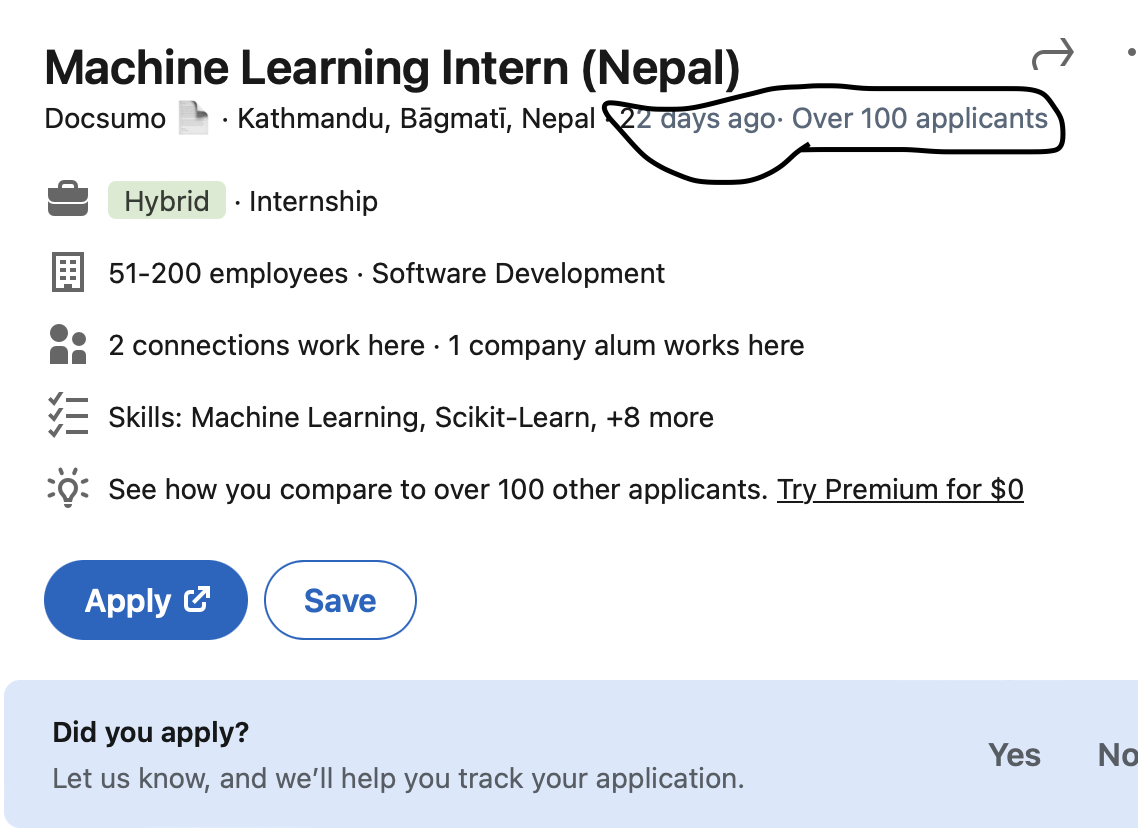 Machine Learning Intern (Nepal)
Docsumo · Kathmandu, Bāgmatī, Nepal · 22 days ago · Over 100 applicants
Hybrid · Internship
51-200 employees · Software Development
2 connections work here · 1 company alum works here
Skills: Machine Learning, Scikit-Learn, +8 more
See how you compare to over 100 other applicants. Try Premium for $0
Apply
Save
Did you apply?
Let us know, and we’ll help you track your application.
Yes
No